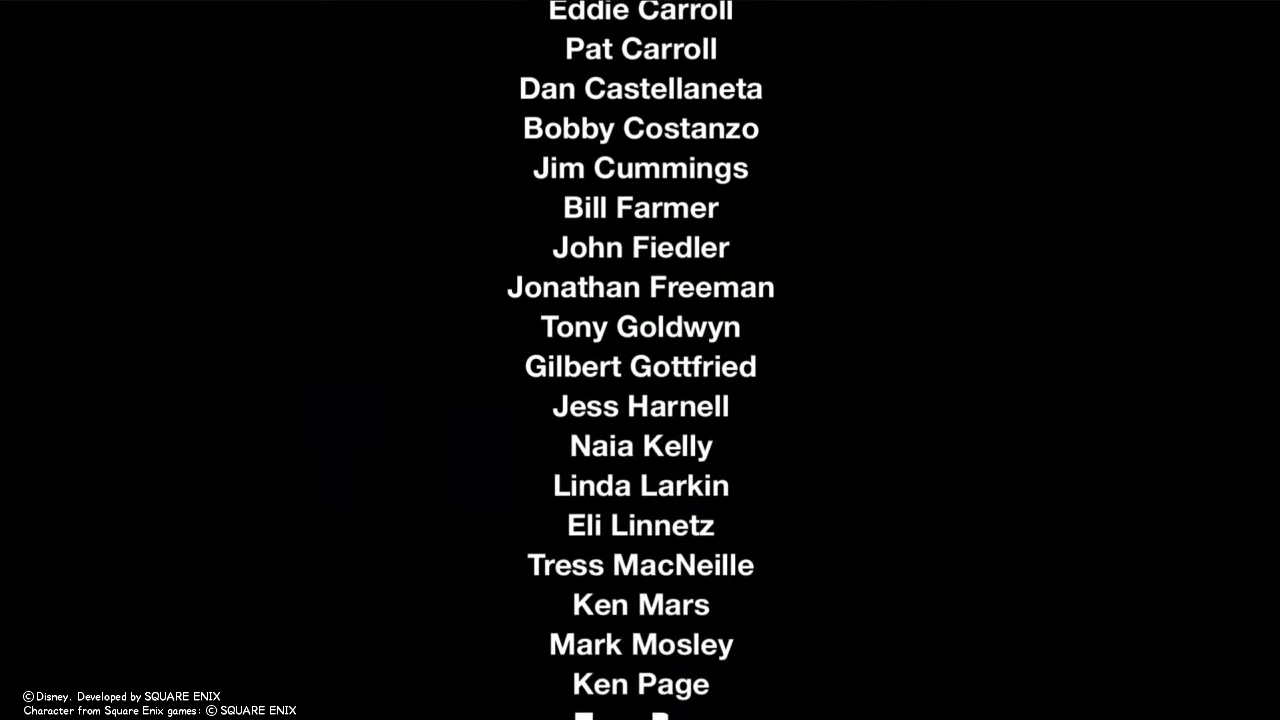 Eddie Carroll
Pat Carroll
Dan Castellaneta
Bobby Costanzo
Jim Cummings
Bill Farmer
John Fiedler
Jonathan Freeman
Tony Goldwyn
Gilbert Gottfried
Jess Harnell
Naia Kelly
Linda Larkin
Eli Linnetz
Tress MacNeille
Ken Mars
Mark Mosley
Ken Page
©Disney. Developed by SQUARE ENIX
Character from Square Enix games: © SQUARE ENIX